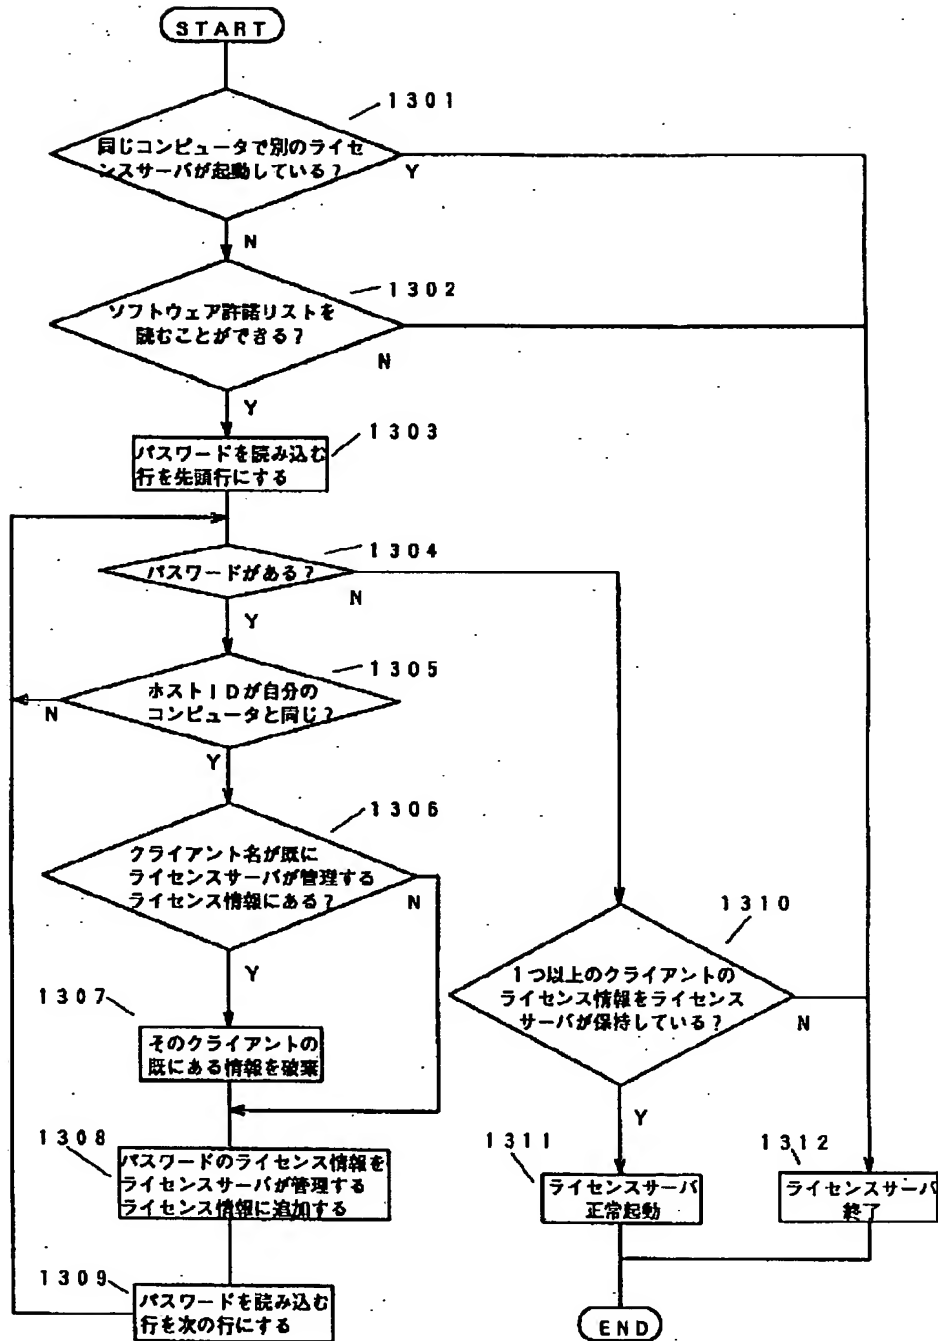 START
1301
同じコンピュータで別のライセ
ンスサーバが起動している？
Y
N
1302
ソフトウェア許諾リストを
読むことができる？
N
Y
1303
パスワードを読み込む
行を先頭行にする
1304
パスワードがある？
N
Y
1305
ホストＩＤが自分の
コンピュータと同じ？
N
Y
1306
クライアント名が既に
ライセンスサーバが管理する
ライセンス情報にある？
N
Y
1307
そのクライアントの
既にある情報を破棄
1308
パスワードのライセンス情報を
ライセンスサーバが管理する
ライセンス情報に追加する
1309
パスワードを読み込む
行を次の行にする
1310
１つ以上のクライアントの
ライセンス情報をライセンス
サーバが保持している？
N
Y
1311
ライセンスサーバ
正常起動
1312
ライセンスサーバ
終了
END